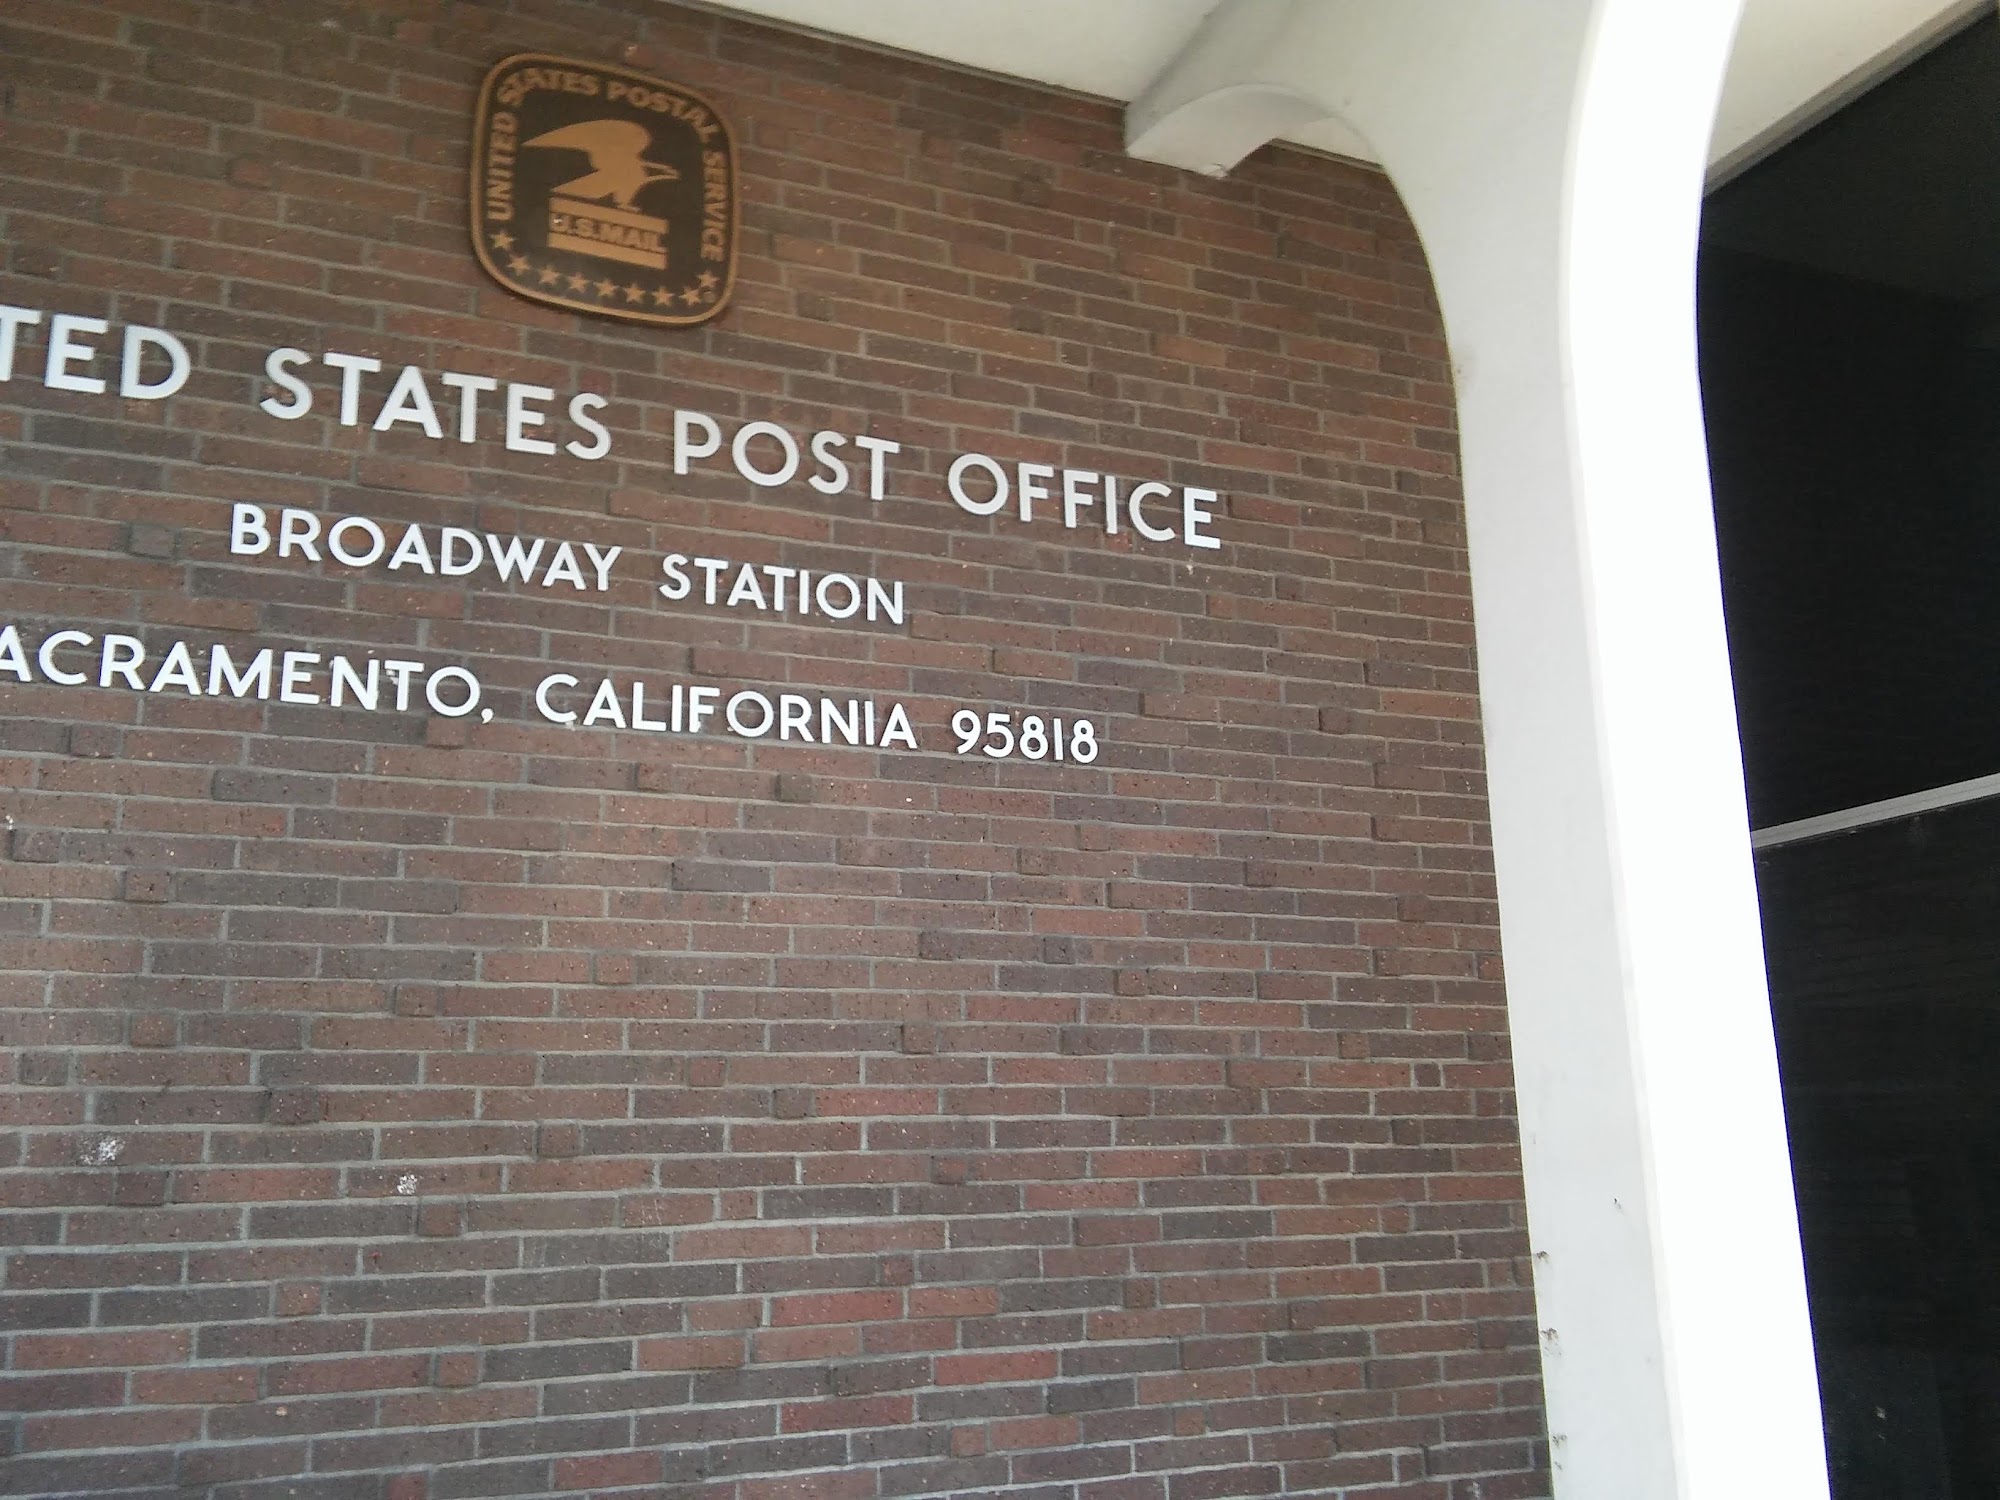 UNITED STATES POSTAL SERVICE
U.S.MAIL
TED STATES POST OFFICE
BROADWAY STATION
ACRAMENTO, CALIFORNIA 95818